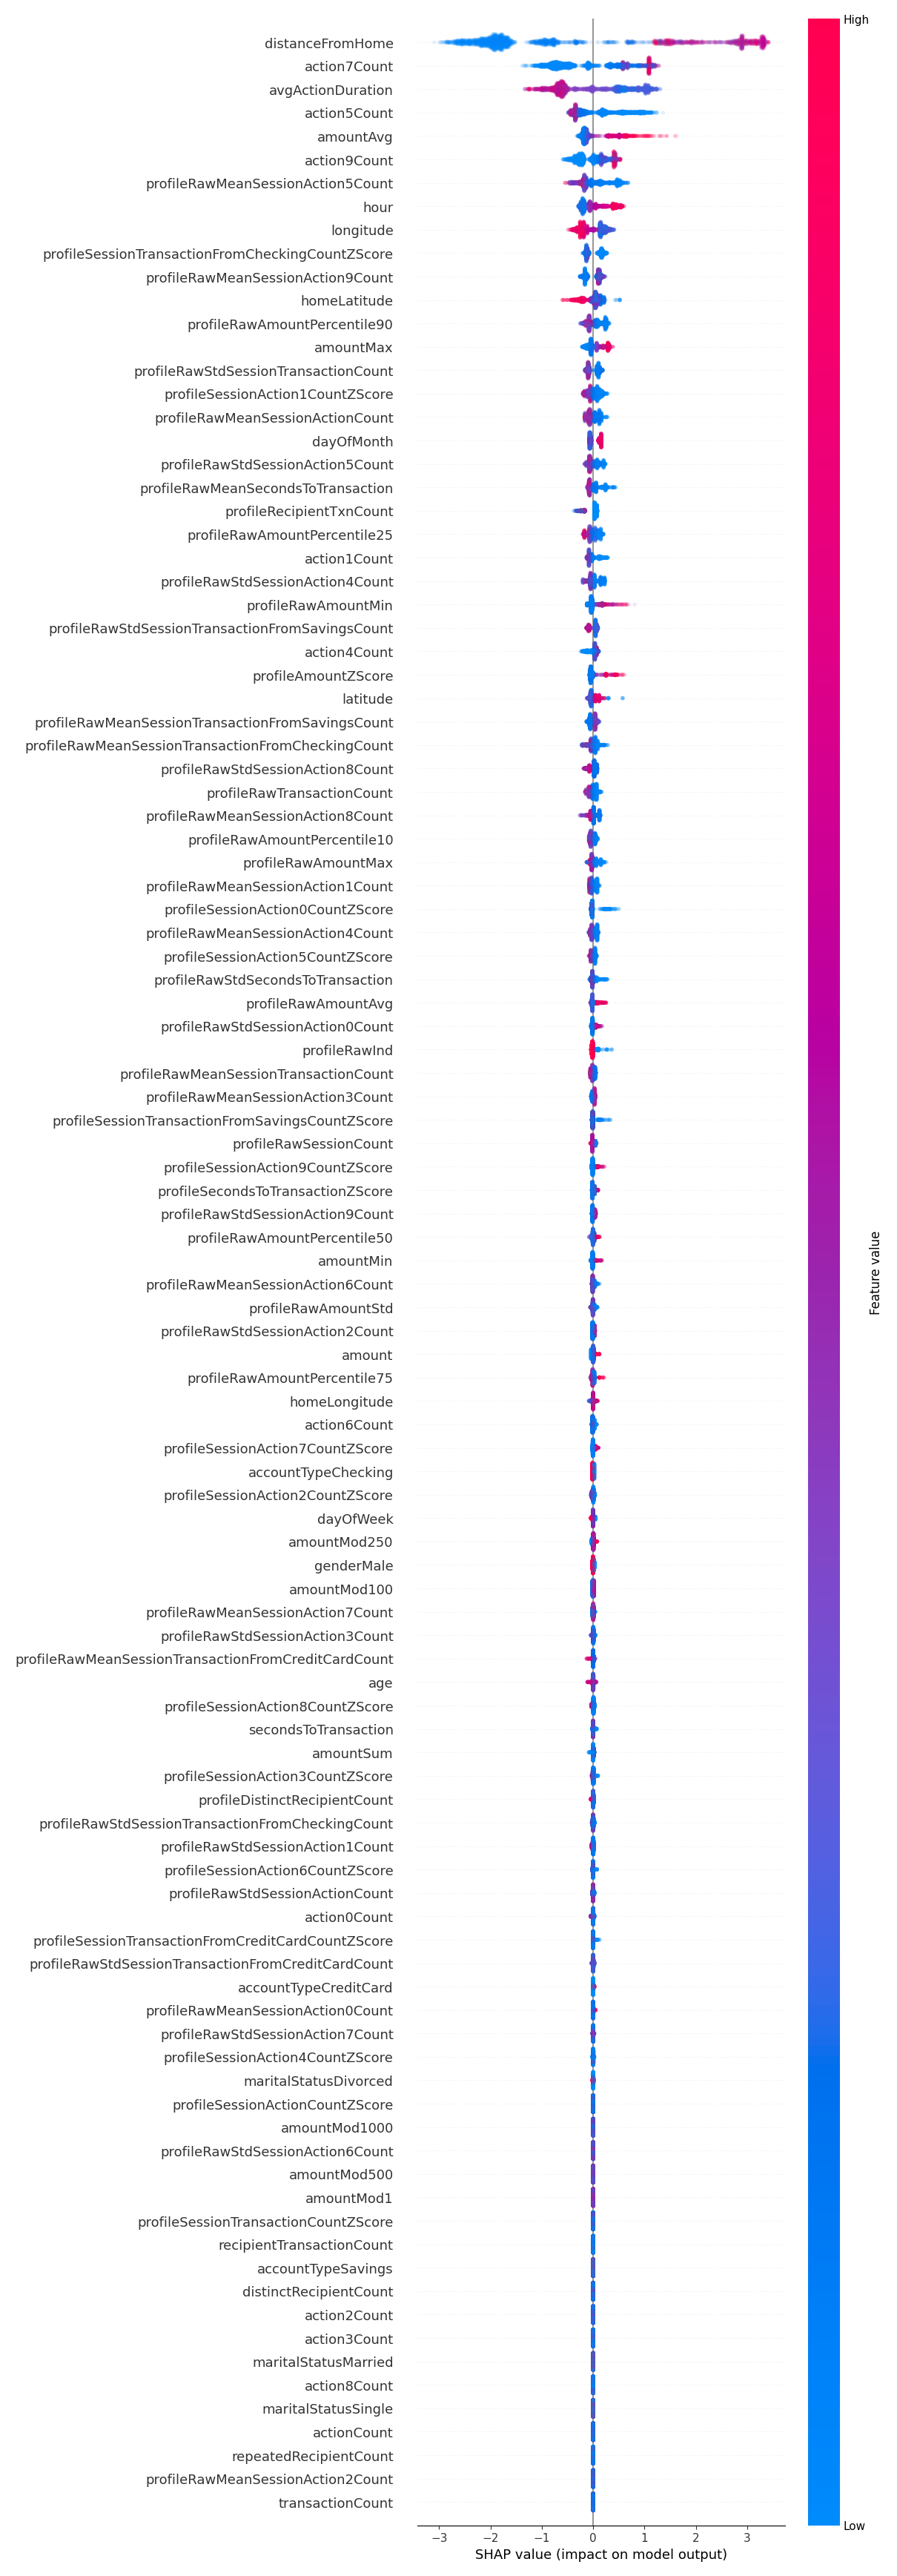 High
distanceFromHome
action7Count
avgActionDuration
action5Count
amountAvg
action9Count
profileRawMeanSessionAction5Count
hour
longitude
profileSessionTransactionFromCheckingCountZScore
profileRawMeanSessionAction9Count
homeLatitude
profileRawAmountPercentile90
amountMax
profileRawStdSessionTransactionCount
profileSessionAction1CountZScore
profileRawMeanSessionActionCount
dayOfMonth
profileRawStdSessionAction5Count
profileRawMeanSecondsToTransaction
profileRecipientTxnCount
profileRawAmountPercentile25
action1Count
profileRawStdSessionAction4Count
profileRawAmountMin
profileRawStdSessionTransactionFromSavingsCount
action4Count
profileAmountZScore
latitude
profileRawMeanSessionTransactionFromSavingsCount
profileRawMeanSessionTransactionFromCheckingCount
profileRawStdSessionAction8Count
profileRawTransactionCount
profileRawMeanSessionAction8Count
profileRawAmountPercentile10
profileRawAmountMax
profileRawMeanSessionAction1Count
profileSessionAction0CountZScore
profileRawMeanSessionAction4Count
profileSessionAction5CountZScore
profileRawStdSecondsToTransaction
profileRawAmountAvg
profileRawStdSessionAction0Count
profileRawInd
profileRawMeanSessionTransactionCount
profileRawMeanSessionAction3Count
profileSessionTransactionFromSavingsCountZScore
profileRawSessionCount
profileSessionAction9CountZScore
profileSecondsToTransactionZScore
profileRawStdSessionAction9Count
profileRawAmountPercentile50
amountMin
profileRawMeanSessionAction6Count
profileRawAmountStd
profileRawStdSessionAction2Count
amount
profileRawAmountPercentile75
homeLongitude
action6Count
profileSessionAction7CountZScore
accountTypeChecking
profileSessionAction2CountZScore
dayOfWeek
amountMod250
genderMale
amountMod100
profileRawMeanSessionAction7Count
profileRawStdSessionAction3Count
profileRawMeanSessionTransactionFromCreditCardCount
age
profileSessionAction8CountZScore
secondsToTransaction
amountSum
profileSessionAction3CountZScore
profileDistinctRecipientCount
profileRawStdSessionTransactionFromCheckingCount
profileRawStdSessionAction1Count
profileSessionAction6CountZScore
profileRawStdSessionActionCount
action0Count
profileSessionTransactionFromCreditCardCountZScore
profileRawStdSessionTransactionFromCreditCardCount
accountTypeCreditCard
profileRawMeanSessionAction0Count
profileRawStdSessionAction7Count
profileSessionAction4CountZScore
maritalStatusDivorced
profileSessionActionCountZScore
amountMod1000
profileRawStdSessionAction6Count
amountMod500
amountMod1
profileSessionTransactionCountZScore
recipientTransactionCount
accountTypeSavings
distinctRecipientCount
action2Count
action3Count
maritalStatusMarried
action8Count
maritalStatusSingle
actionCount
repeatedRecipientCount
profileRawMeanSessionAction2Count
transactionCount
Feature value
Low
−3 −2 −1 0 1 2 3
SHAP value (impact on model output)